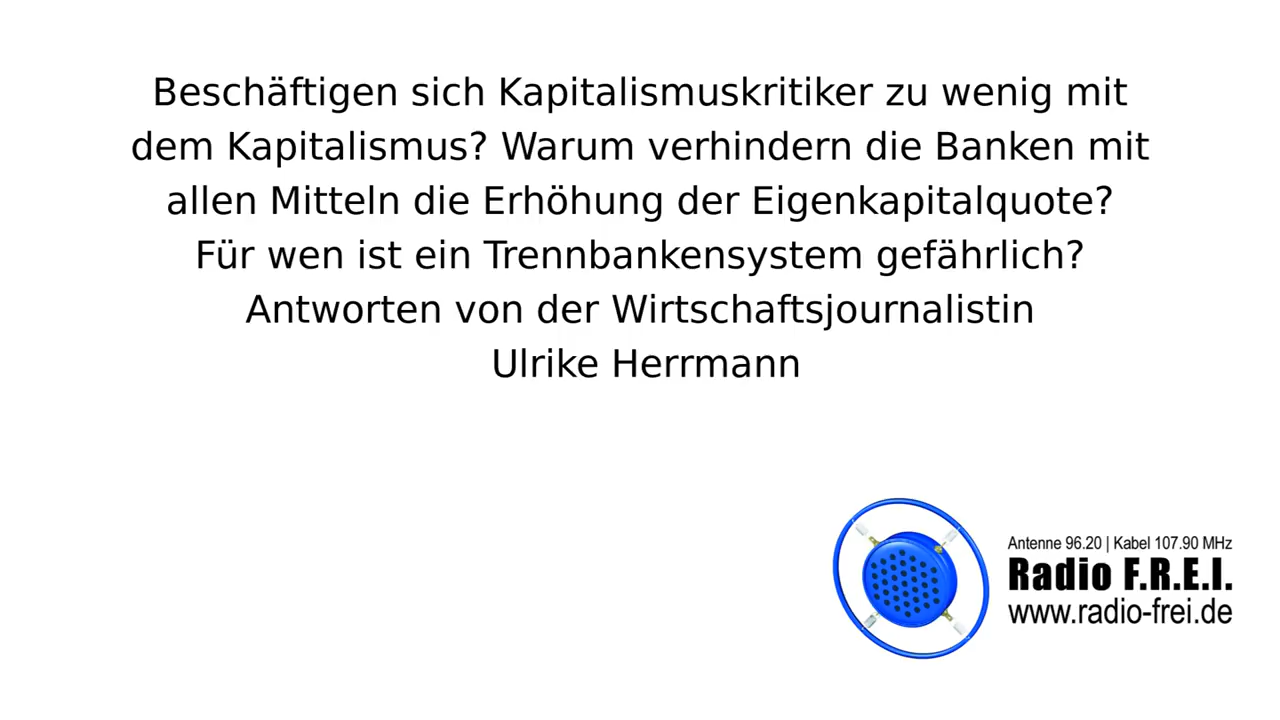 Beschäftigen sich Kapitalismuskritiker zu wenig mit
dem Kapitalismus? Warum verhindern die Banken mit
allen Mitteln die Erhöhung der Eigenkapitalquote?
Für wen ist ein Trennbankensystem gefährlich?
Antworten von der Wirtschaftsjournalistin
Ulrike Herrmann
Antenne 96.20 | Kabel 107.90 MHz
Radio F.R.E.I.
www.radio-frei.de